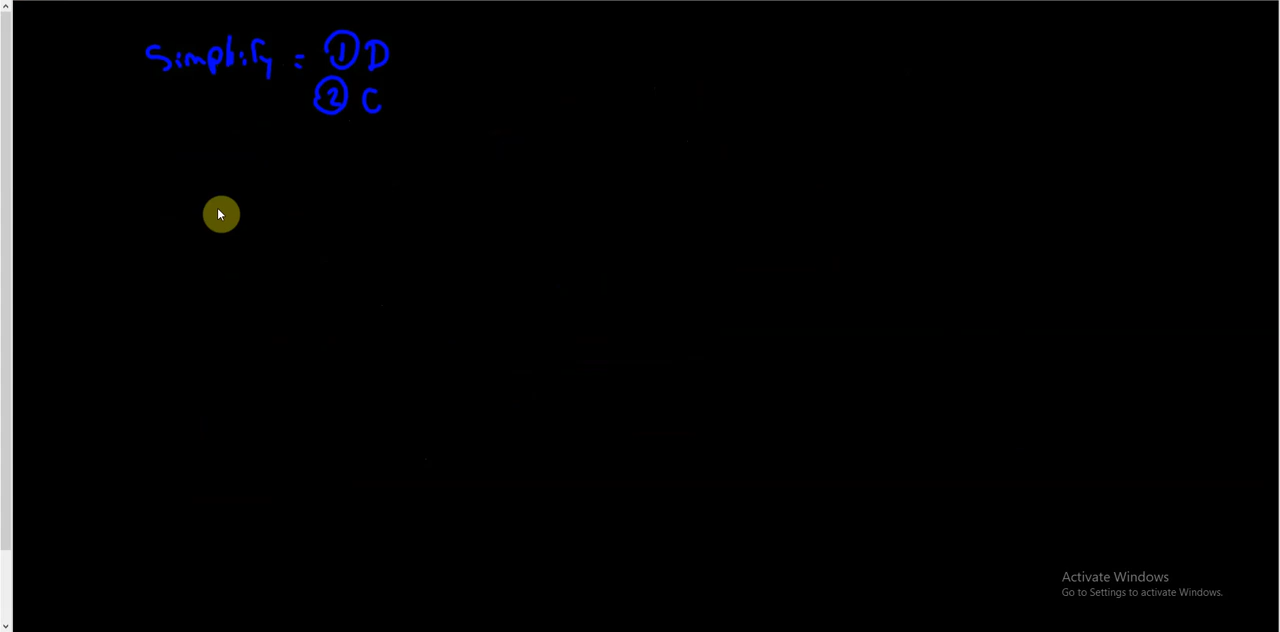 Simplify = ① D
② C
Activate Windows
Go to Settings to activate Windows.